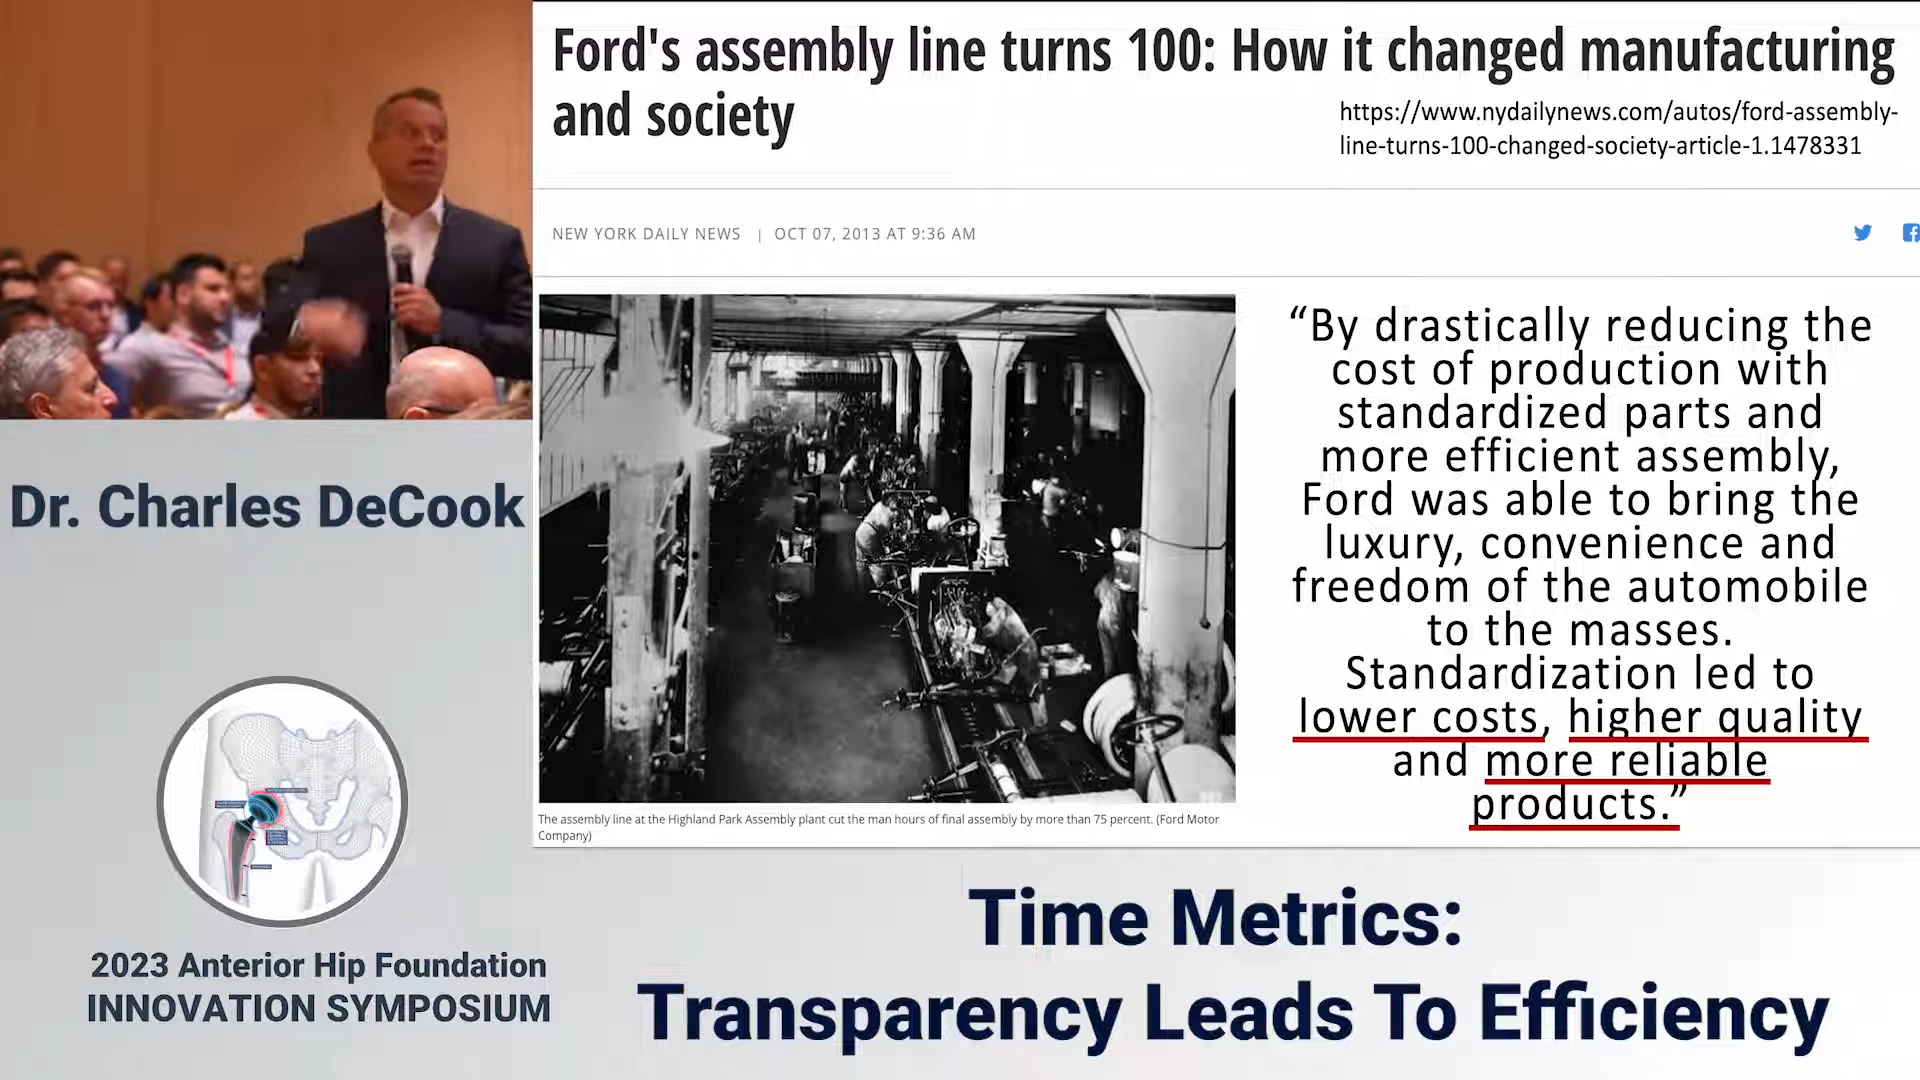 Ford's assembly line turns 100: How it changed manufacturing
and society
https://www.nydailynews.com/autos/ford-assembly-
line-turns-100-changed-society-article-1.1478331
NEW YORK DAILY NEWS | OCT 07, 2013 AT 9:36 AM
“By drastically reducing the
cost of production with
standardized parts and
more efficient assembly,
Ford was able to bring the
luxury, convenience and
freedom of the automobile
to the masses.
Standardization led to
lower costs, higher quality
and more reliable
products.”
The assembly line at the Highland Park Assembly plant cut the man hours of final assembly by more than 75 percent. (Ford Motor
Company)
Dr. Charles DeCook
2023 Anterior Hip Foundation
INNOVATION SYMPOSIUM
Time Metrics:
Transparency Leads To Efficiency